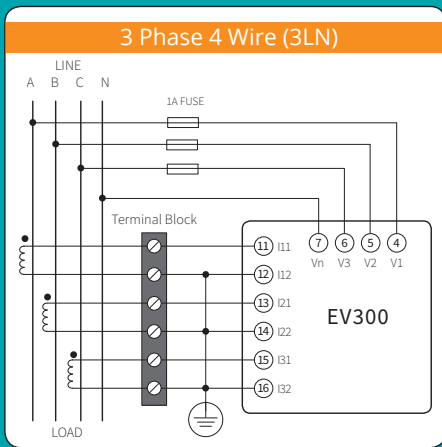 3 Phase 4 Wire (3LN)
LINE
A B C N
1A FUSE
Terminal Block
7 6 5 4
Vn V3 V2 V1
11 I11
12 I12
13 I21
14 I22
15 I31
16 I32
EV300
LOAD